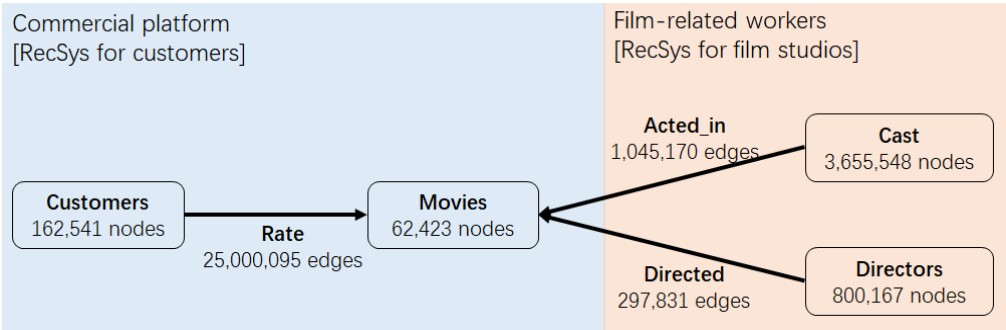 Commercial platform
[RecSys for customers]
Film-related workers
[RecSys for film studios]
Acted_in
1,045,170 edges
Cast
3,655,548 nodes
Customers
162,541 nodes
Rate
25,000,095 edges
Movies
62,423 nodes
Directed
297,831 edges
Directors
800,167 nodes